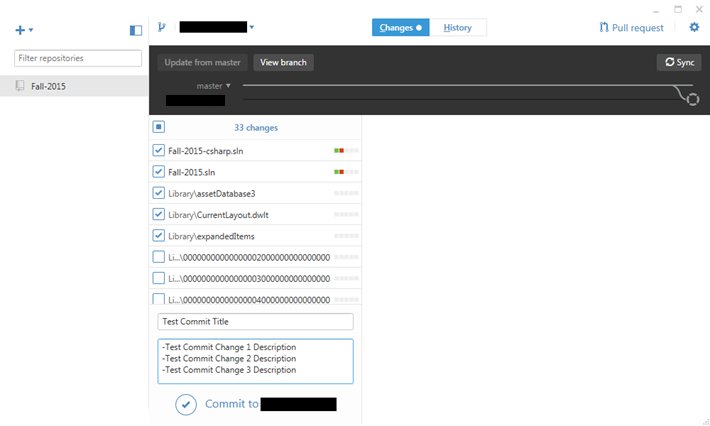 Changes
History
Pull request
Filter repositories
Fall-2015
Update from master
View branch
Sync
master
33 changes
Fall-2015-csharp.sln
Fall-2015.sln
Library\assetDatabase3
Library\CurrentLayout.dwlt
Library\expandedItems
Li...\00000000000000002000000000000000
Li...\00000000000000003000000000000000
Li...\00000000000000004000000000000000
Test Commit Title
-Test Commit Change 1 Description
-Test Commit Change 2 Description
-Test Commit Change 3 Description
Commit to